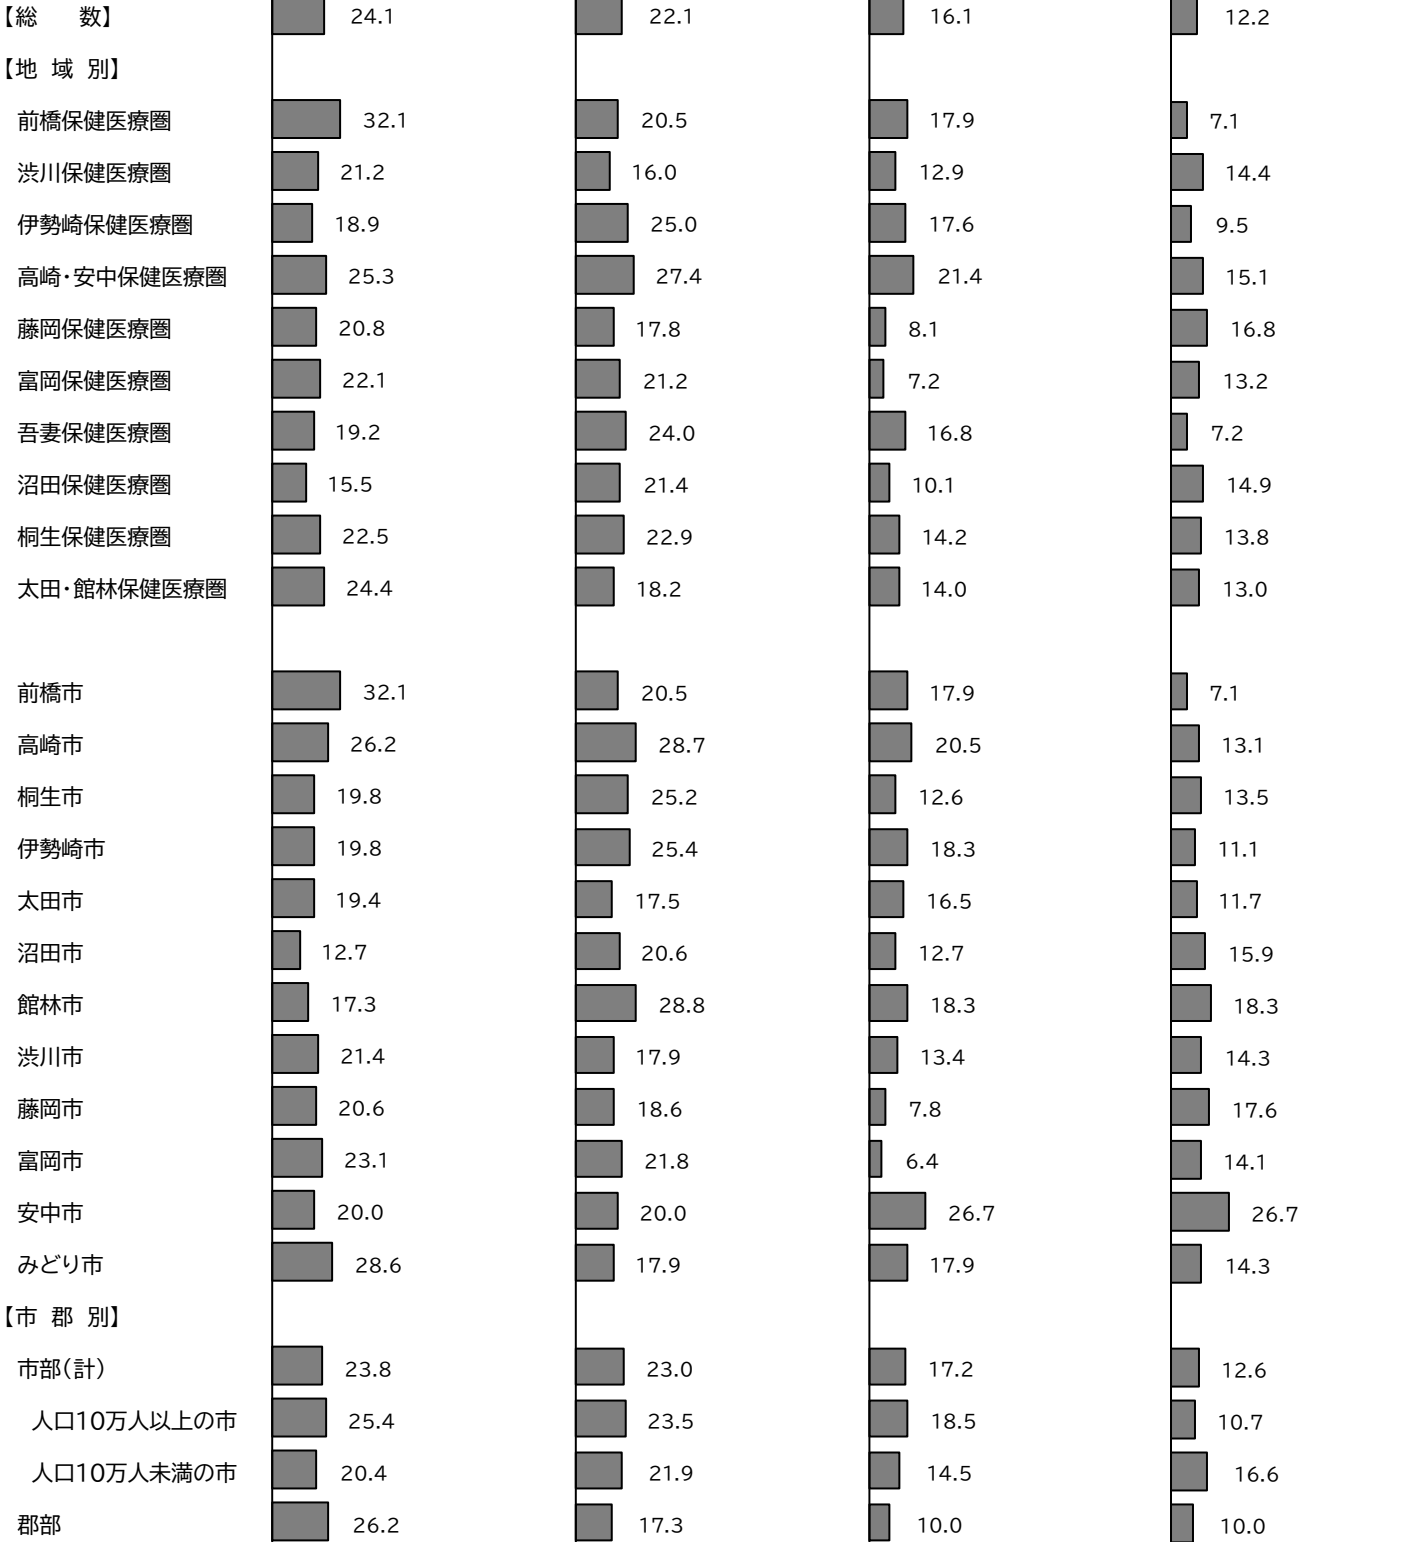 【総　数】 24.1 22.1 16.1 12.2
【地 域 別】
前橋保健医療圏 32.1 20.5 17.9 7.1
渋川保健医療圏 21.2 16.0 12.9 14.4
伊勢崎保健医療圏 18.9 25.0 17.6 9.5
高崎・安中保健医療圏 25.3 27.4 21.4 15.1
藤岡保健医療圏 20.8 17.8 8.1 16.8
富岡保健医療圏 22.1 21.2 7.2 13.2
吾妻保健医療圏 19.2 24.0 16.8 7.2
沼田保健医療圏 15.5 21.4 10.1 14.9
桐生保健医療圏 22.5 22.9 14.2 13.8
太田・館林保健医療圏 24.4 18.2 14.0 13.0
前橋市 32.1 20.5 17.9 7.1
高崎市 26.2 28.7 20.5 13.1
桐生市 19.8 25.2 12.6 13.5
伊勢崎市 19.8 25.4 18.3 11.1
太田市 19.4 17.5 16.5 11.7
沼田市 12.7 20.6 12.7 15.9
館林市 17.3 28.8 18.3 18.3
渋川市 21.4 17.9 13.4 14.3
藤岡市 20.6 18.6 7.8 17.6
富岡市 23.1 21.8 6.4 14.1
安中市 20.0 20.0 26.7 26.7
みどり市 28.6 17.9 17.9 14.3
【市 郡 別】
市部(計) 23.8 23.0 17.2 12.6
人口10万人以上の市 25.4 23.5 18.5 10.7
人口10万人未満の市 20.4 21.9 14.5 16.6
郡部 26.2 17.3 10.0 10.0